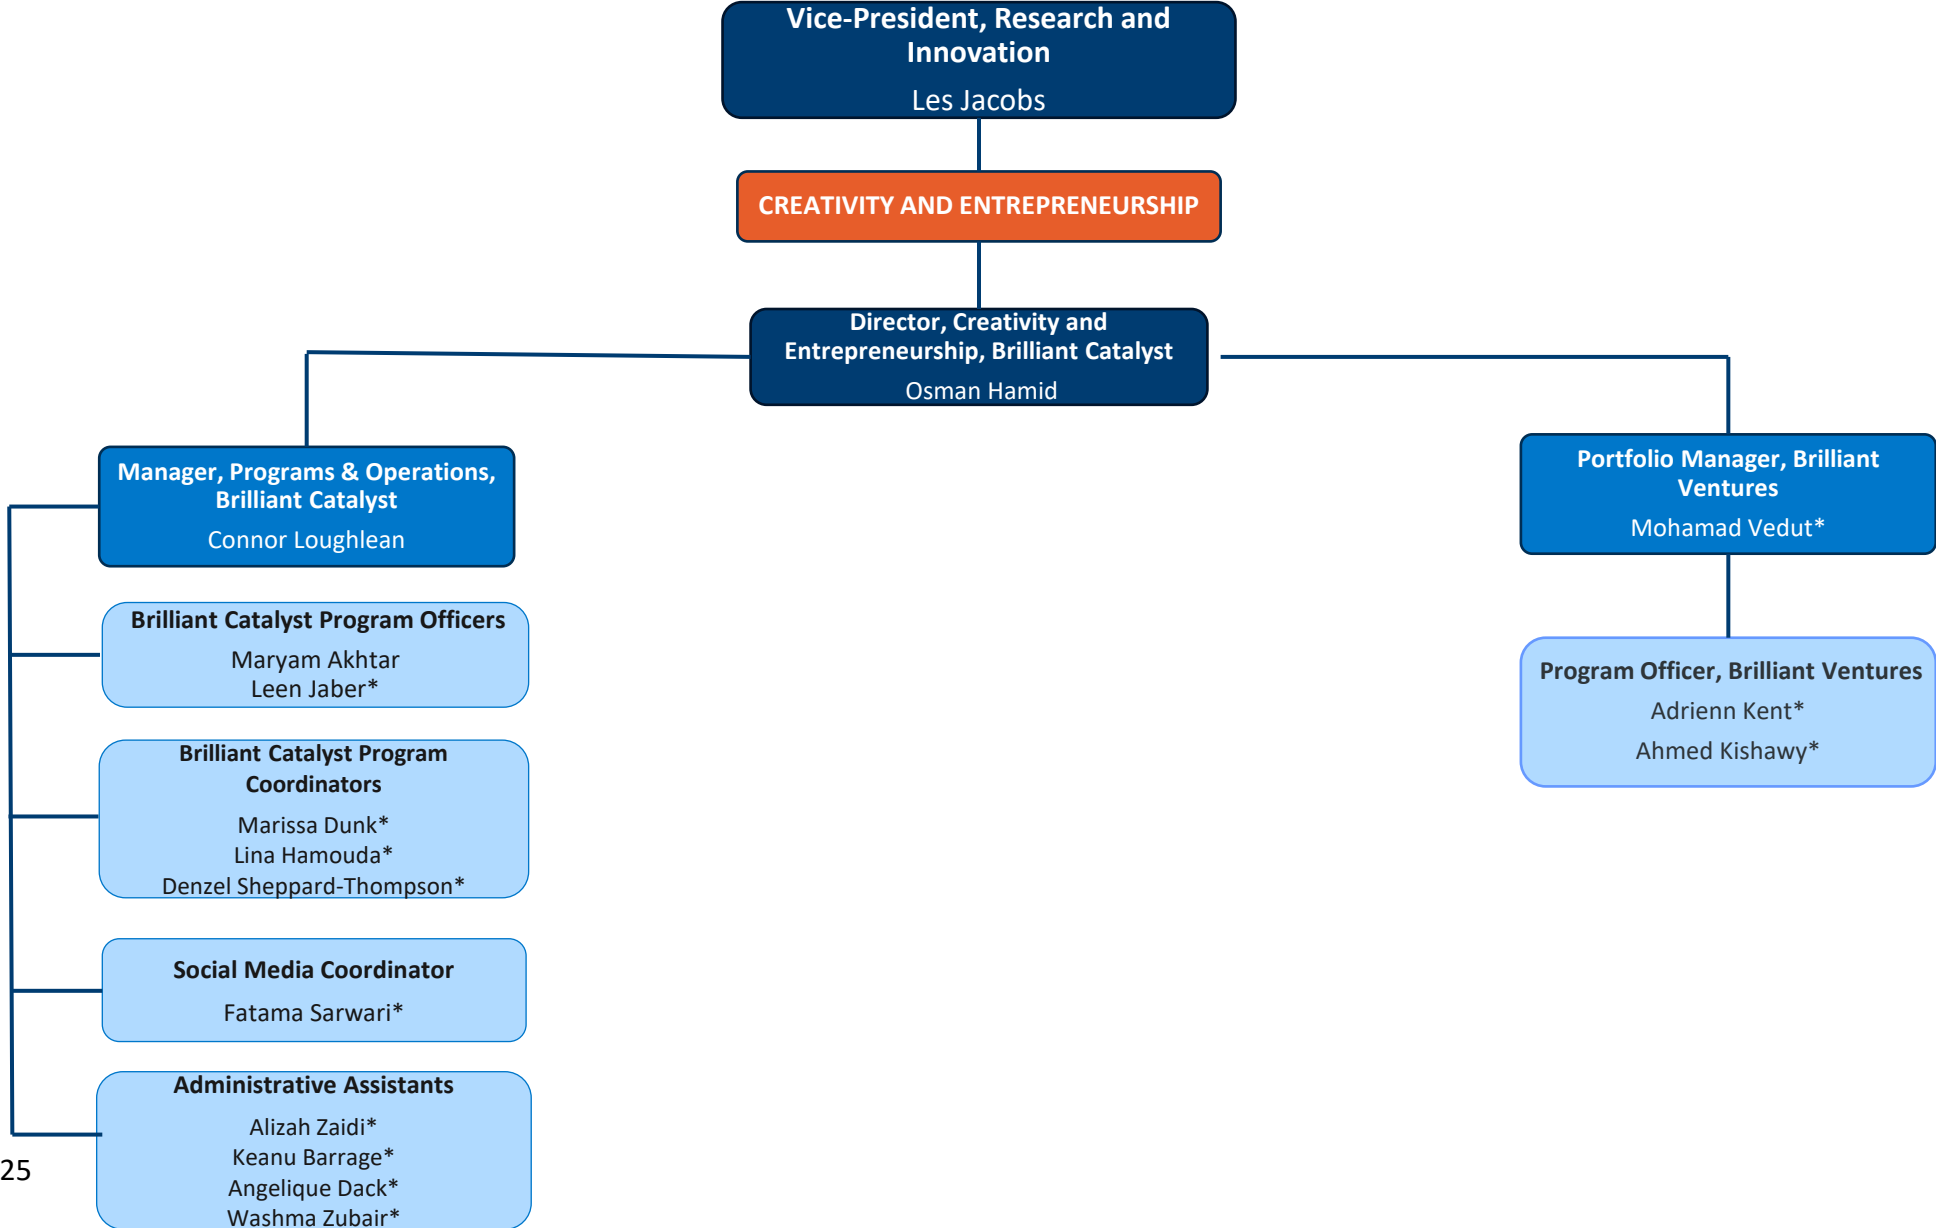 Vice-President, Research and
Innovation
Les Jacobs
CREATIVITY AND ENTREPRENEURSHIP
Director, Creativity and
Entrepreneurship, Brilliant Catalyst
Osman Hamid
Manager, Programs & Operations,
Brilliant Catalyst
Connor Loughlean
Brilliant Catalyst Program Officers
Maryam Akhtar
Leen Jaber*
Brilliant Catalyst Program
Coordinators
Marissa Dunk*
Lina Hamouda*
Denzel Sheppard-Thompson*
Social Media Coordinator
Fatama Sarwari*
Administrative Assistants
Alizah Zaidi*
Keanu Barrage*
Angelique Dack*
Washma Zubair*
Portfolio Manager, Brilliant
Ventures
Mohamad Vedut*
Program Officer, Brilliant Ventures
Adrienn Kent*
Ahmed Kishawy*
25